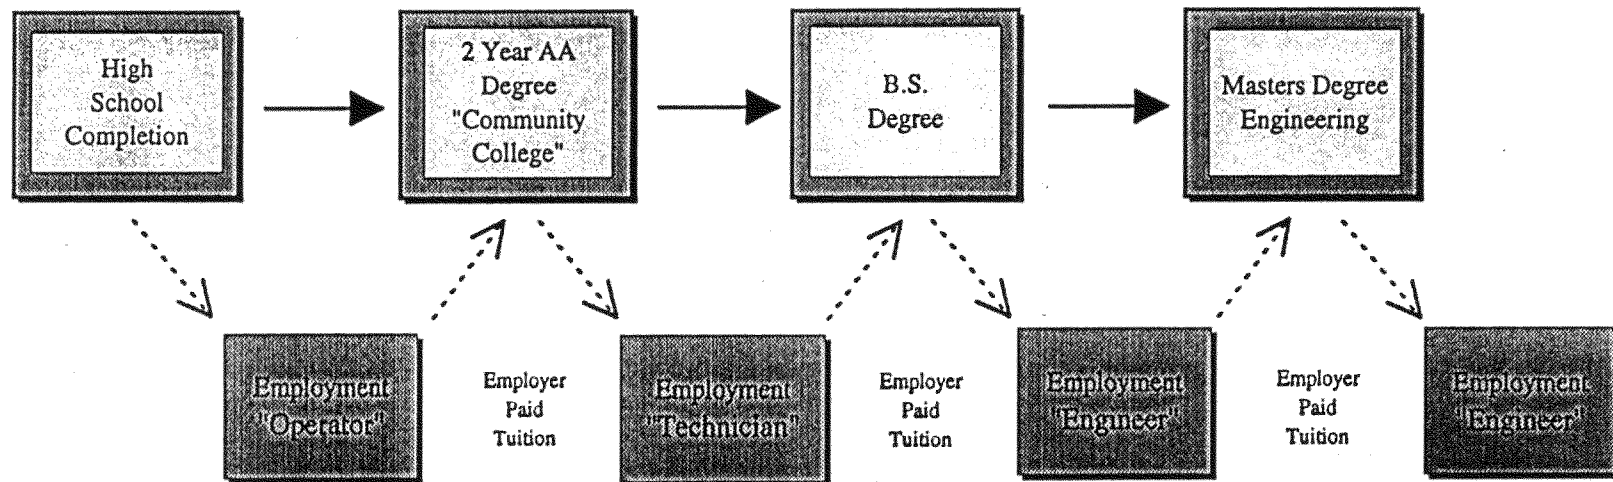 High
School
Completion
2 Year AA
Degree
"Community
College"
B.S.
Degree
Masters Degree
Engineering
Employment
"Operator"
Employer
Paid
Tuition
Employment
"Technician"
Employer
Paid
Tuition
Employment
"Engineer"
Employer
Paid
Tuition
Employment
"Engineer"